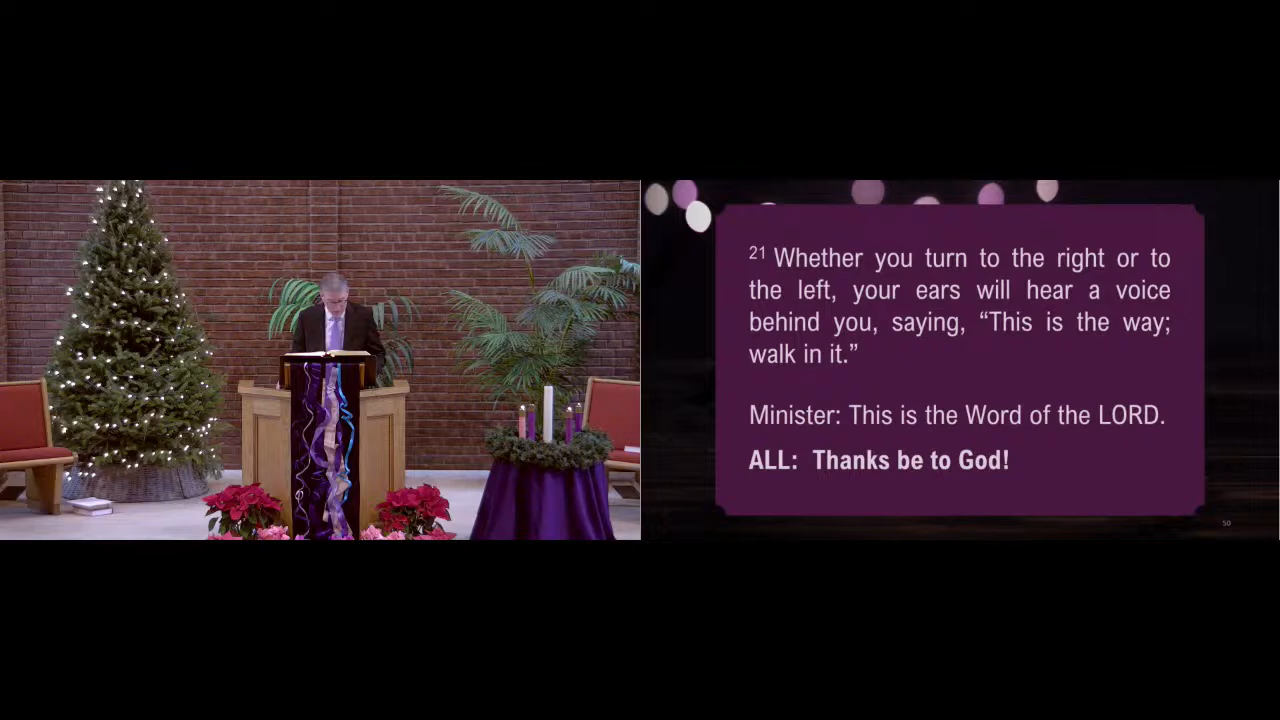 21 Whether you turn to the right or to
the left, your ears will hear a voice
behind you, saying, “This is the way;
walk in it.”
Minister: This is the Word of the LORD.
ALL: Thanks be to God!
50